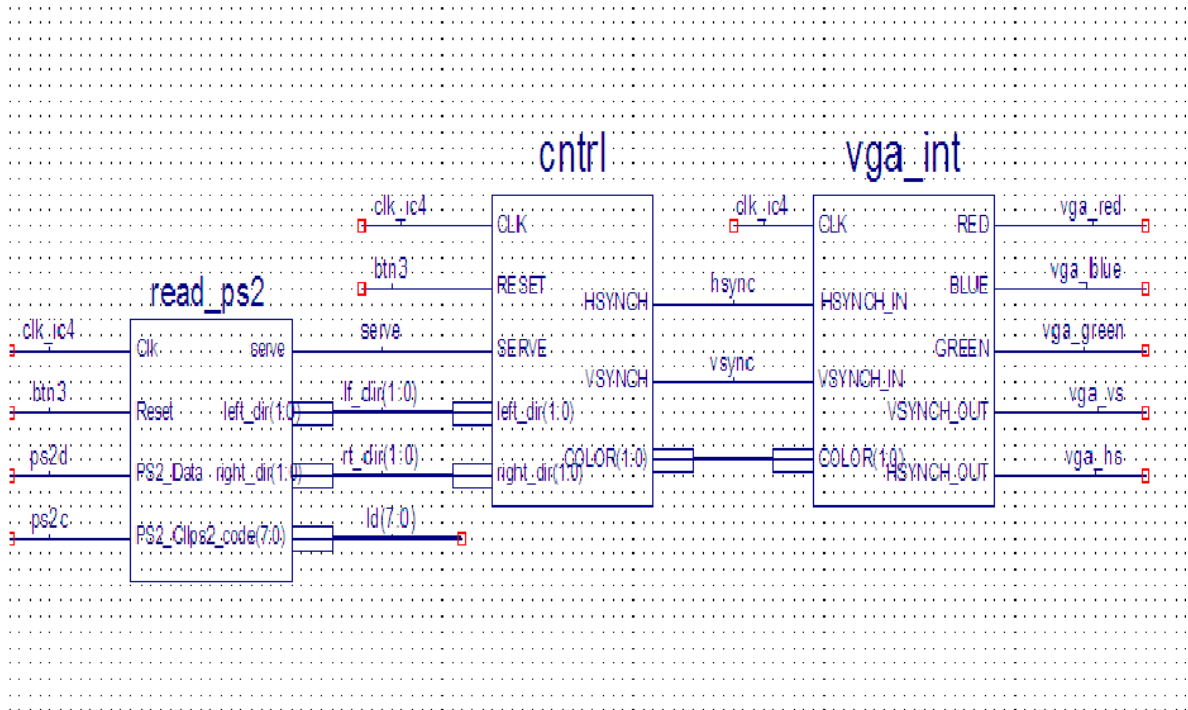 cntrl
vga_int
read_ps2
clk_ic4
btn3
ps2d
ps2c
Clk
Reset
PS2_Data
serve
left_dir(1:0)
right_dir(1:0)
ps2_code(7:0)
serve
lf_dir(1:0)
rt_dir(1:0)
ld(7:0)
clk_ic4
btn3
CLK
RESET
SERVE
left_dir(1:0)
right_dir(1:0)
HSYNCH
VSYNCH
COLOR(1:0)
clk_ic4
hsync
vsync
CLK
HSYNCH_IN
VSYNCH_IN
COLOR(1:0)
RED
BLUE
GREEN
VSYNCH_OUT
HSYNCH_OUT
vga_red
vga_blue
vga_green
vga_vs
vga_hs